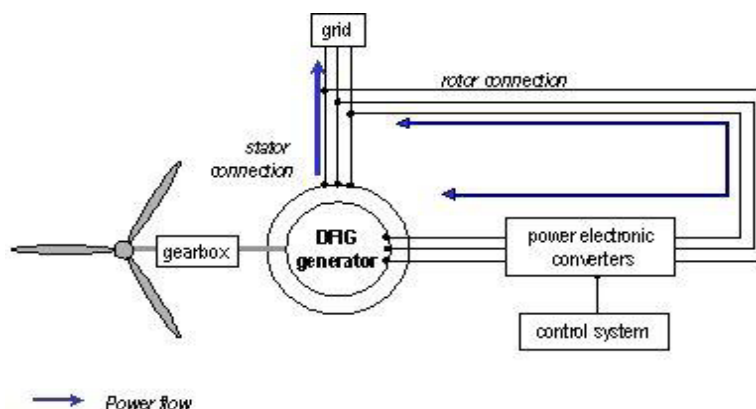 grid
rotor connection
stator
connection
DFIG
generator
gearbox
power electronic
converters
control system
Power flow